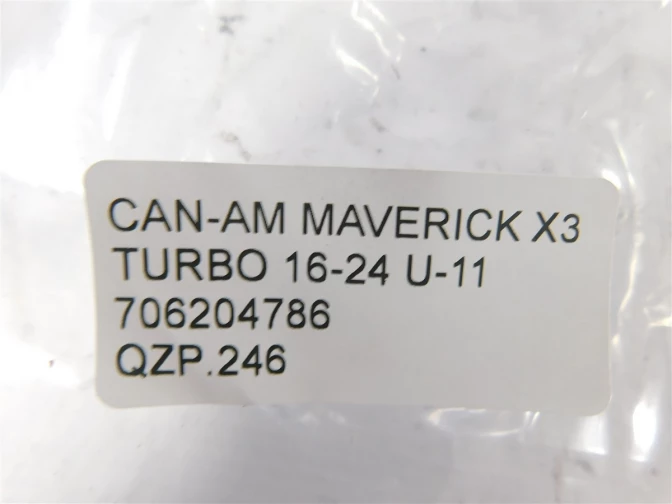 CAN-AM MAVERICK X3
TURBO 16-24 U-11
706204786
QZP.246